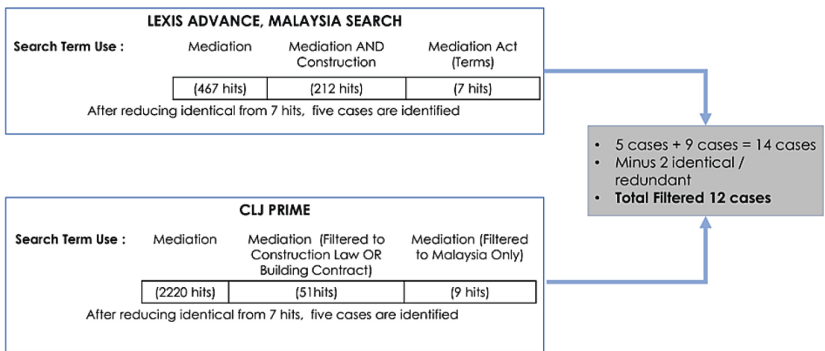 LEXIS ADVANCE, MALAYSIA SEARCH
Search Term Use : Mediation Mediation AND Mediation Act
Construction (Terms)
(467 hits) (212 hits) (7 hits)
After reducing identical from 7 hits, five cases are identified
• 5 cases + 9 cases = 14 cases
• Minus 2 identical /
redundant
• Total Filtered 12 cases
CLJ PRIME
Search Term Use : Mediation Mediation (Filtered to Mediation (Filtered
Construction Law OR to Malaysia Only)
Building Contract)
(2220 hits) (51hits) (9 hits)
After reducing identical from 7 hits, five cases are identified